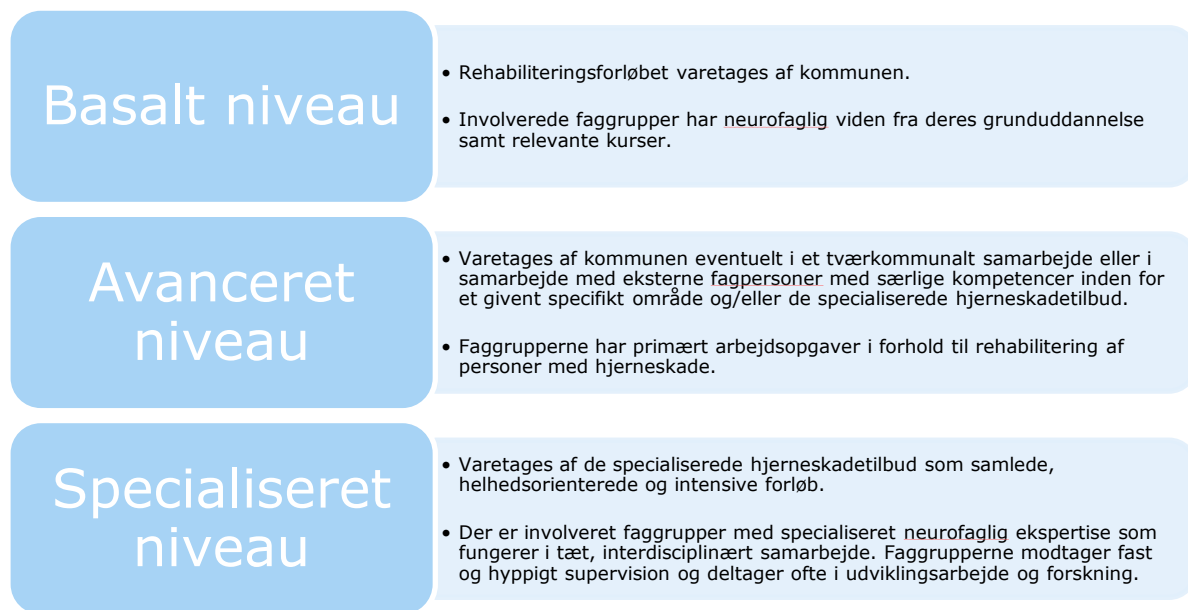 Basalt niveau
• Rehabiliteringsforløbet varetages af kommunen.
• Involverede faggrupper har neurofaglig viden fra deres grunduddannelse
samt relevante kurser.
Avanceret
niveau
• Varetages af kommunen eventuelt i et tværkommunalt samarbejde eller i
samarbejde med eksterne fagpersoner med særlige kompetencer inden for
et givent specifikt område og/eller de specialiserede hjerneskadetilbud.
• Faggrupperne har primært arbejdsopgaver i forhold til rehabilitering af
personer med hjerneskade.
Specialiseret
niveau
• Varetages af de specialiserede hjerneskadetilbud som samlede,
helhedsorienterede og intensive forløb.
• Der er involveret faggrupper med specialiseret neurofaglig ekspertise som
fungerer i tæt, interdisciplinært samarbejde. Faggrupperne modtager fast
og hyppigt supervision og deltager ofte i udviklingsarbejde og forskning.